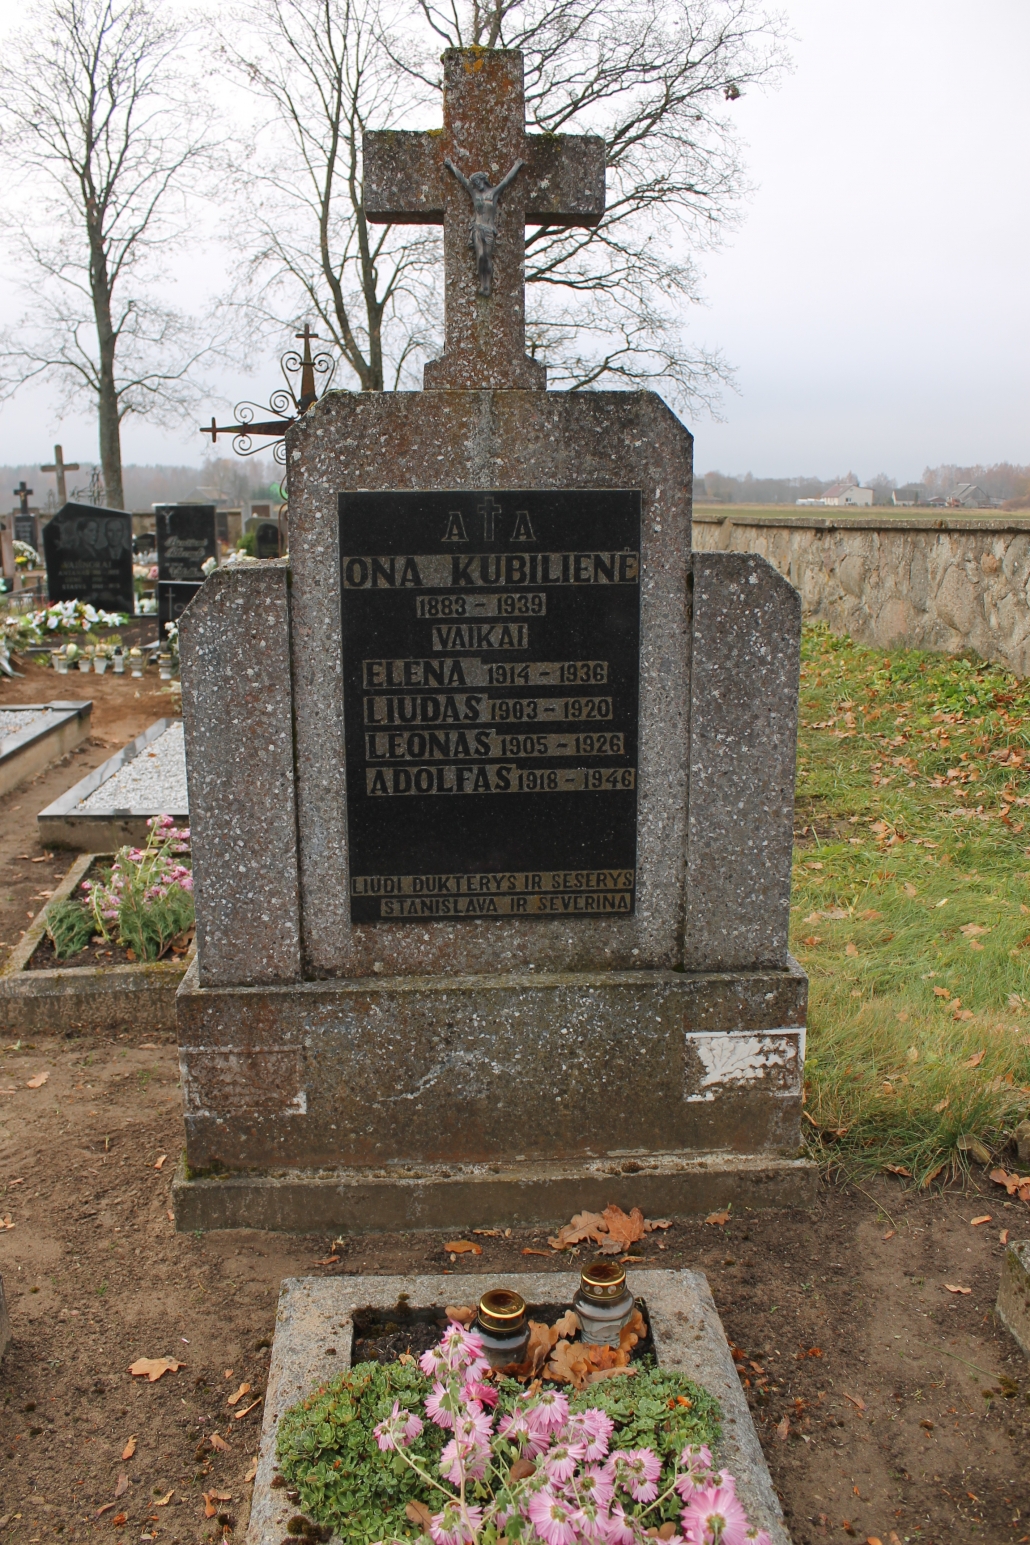 A † A
ONA KUBILIENĖ
1883 - 1939
VAIKAI
ELENA 1914 - 1936
LIUDAS 1903 - 1920
LEONAS 1905 - 1926
ADOLFAS 1918 - 1946
LIUDI DUKTERYS IR SESERYS
STANISLAVA IR SEVERINA